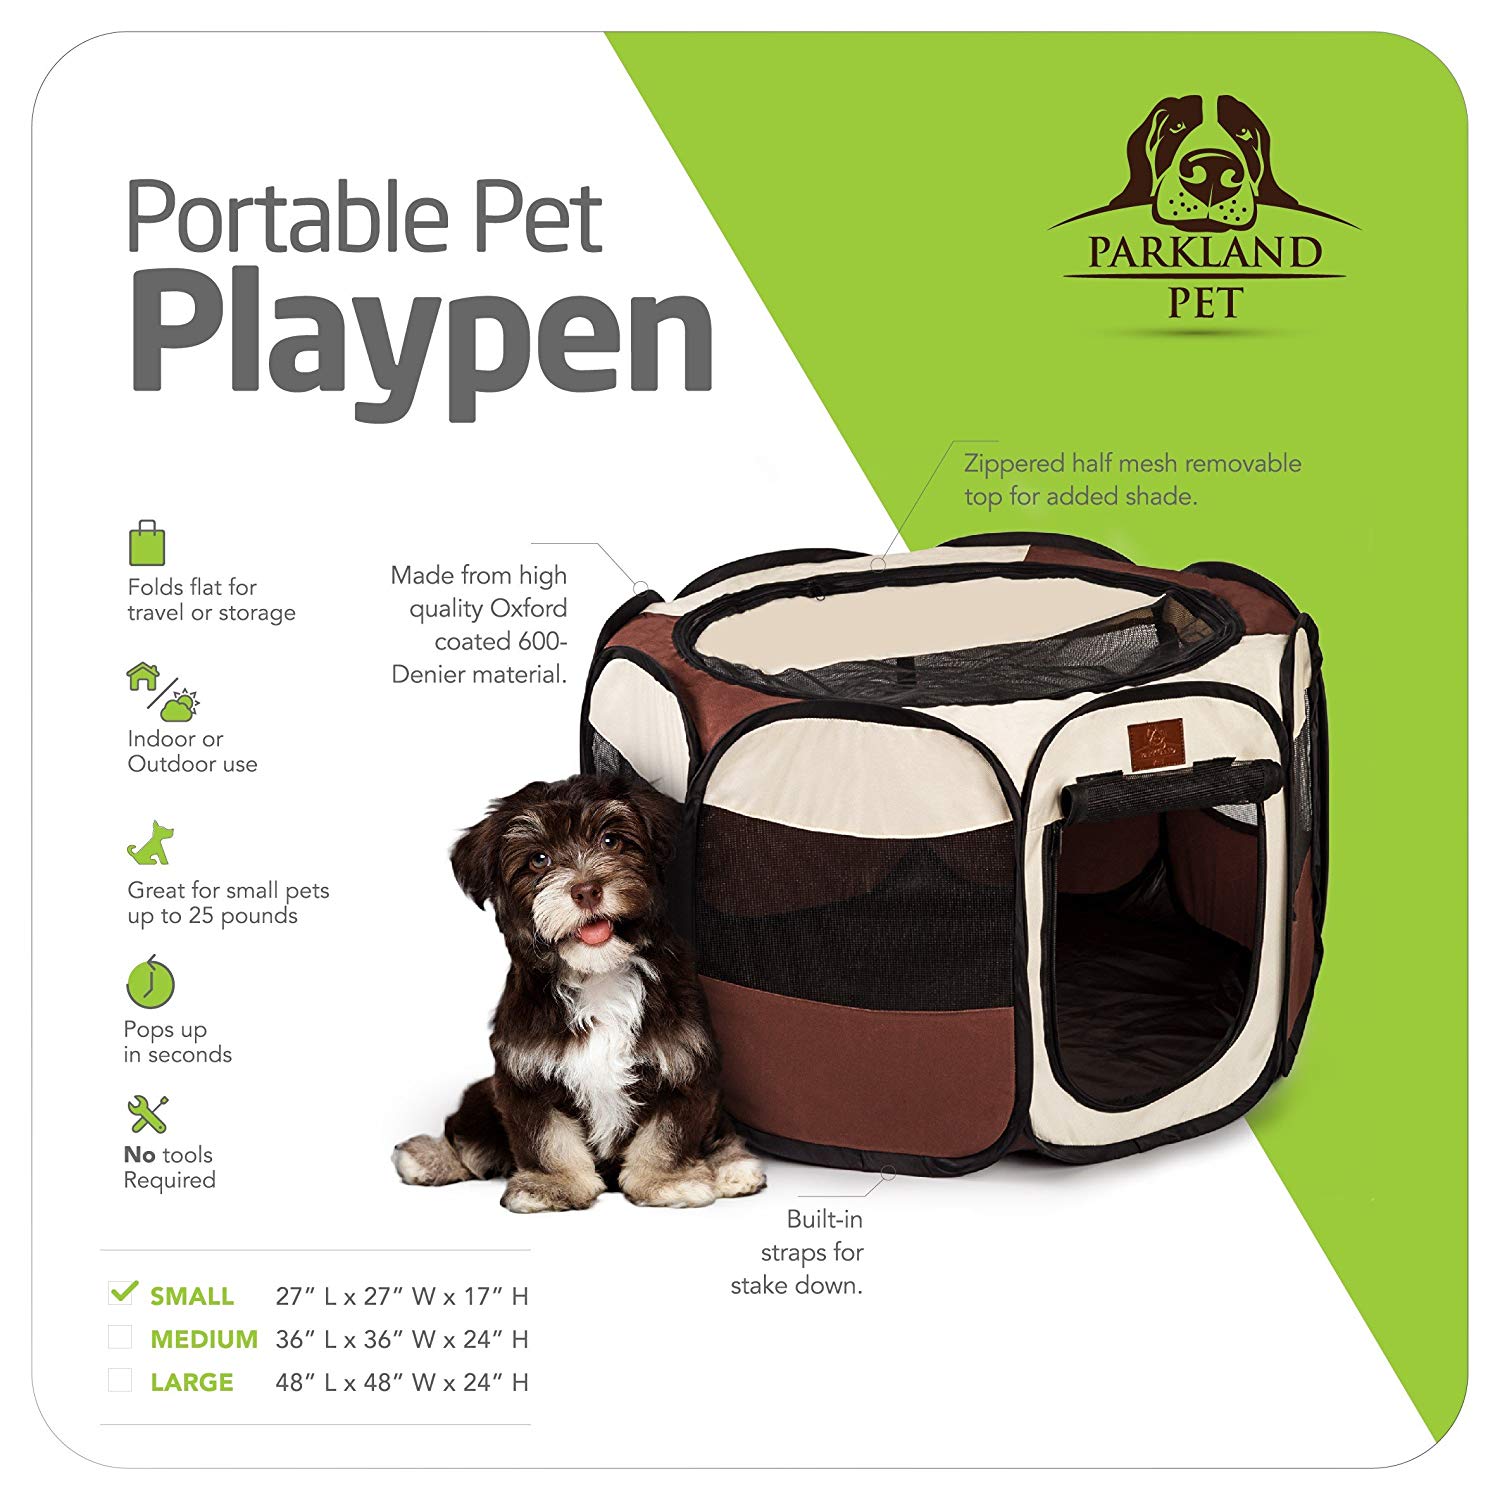 Portable Pet
Playpen
PARKLAND
PET
Zippered half mesh removable
top for added shade.
Made from high
quality Oxford
coated 600-
Denier material.
Folds flat for
travel or storage
Indoor or
Outdoor use
Great for small pets
up to 25 pounds
Pops up
in seconds
No tools
Required
Built-in
straps for
stake down.
SMALL 27” L x 27” W x 17” H
MEDIUM 36” L x 36” W x 24” H
LARGE 48” L x 48” W x 24” H